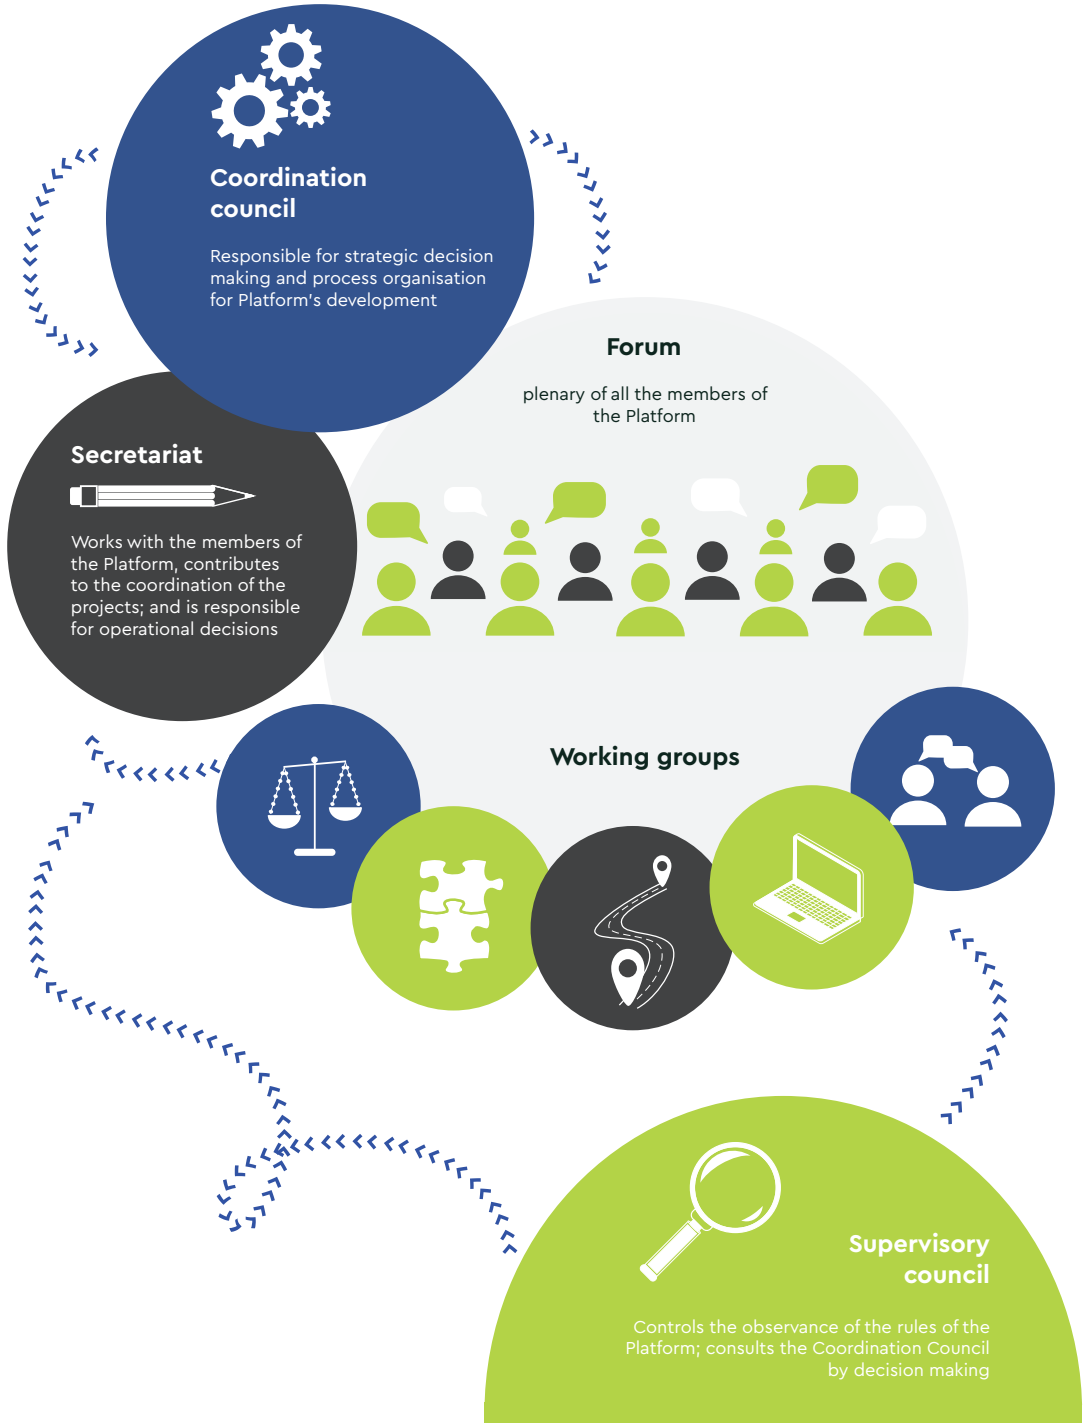 Coordination
council
Responsible for strategic decision
making and process organisation
for Platform's development
Forum
plenary of all the members of
the Platform
Secretariat
Works with the members of
the Platform, contributes
to the coordination of the
projects; and is responsible
for operational decisions
Working groups
Supervisory
council
Controls the observance of the rules of the
Platform; consults the Coordination Council
by decision making